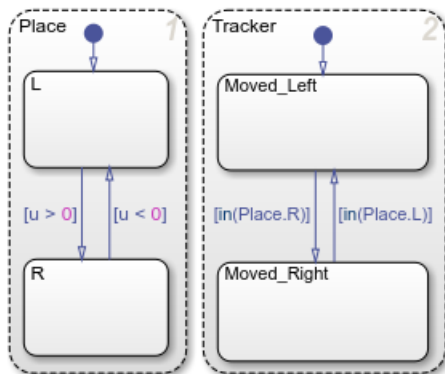 Place
1
L
[u > 0]
[u < 0]
R
Tracker
2
Moved_Left
[in(Place.R)]
[in(Place.L)]
Moved_Right